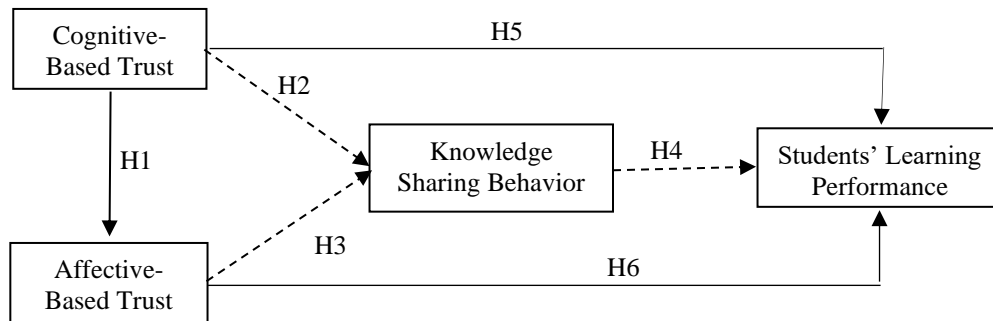 Cognitive-
Based Trust
H5
H2
H1
Knowledge
Sharing Behavior
H4
Students’ Learning
Performance
H3
Affective-
Based Trust
H6